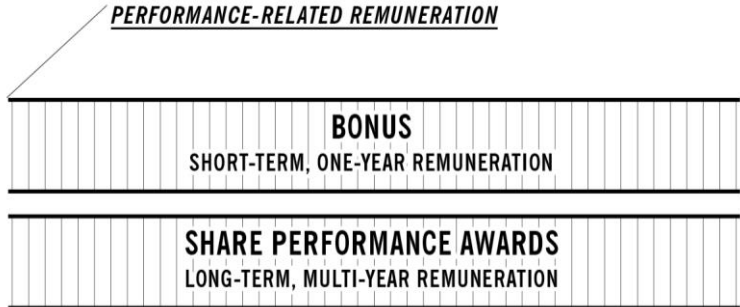 PERFORMANCE-RELATED REMUNERATION
BONUS
SHORT-TERM, ONE-YEAR REMUNERATION
SHARE PERFORMANCE AWARDS
LONG-TERM, MULTI-YEAR REMUNERATION